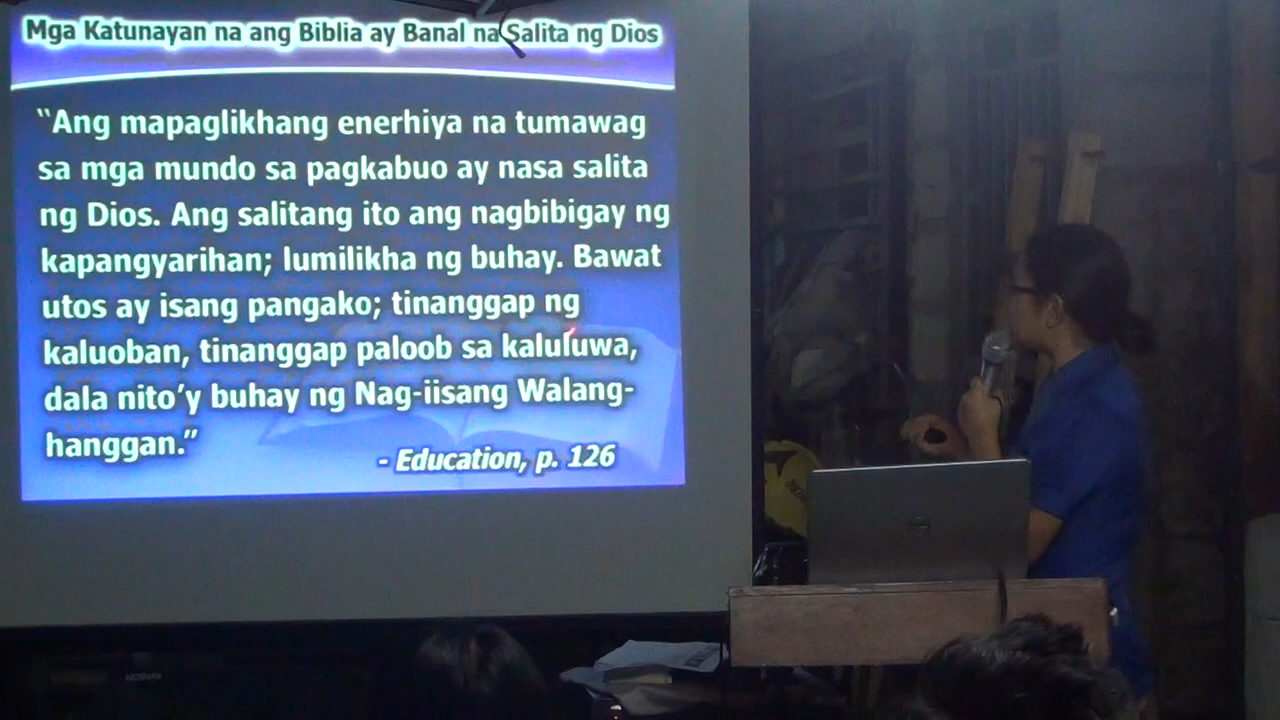 Mga Katunayan na ang Biblia ay Banal na Salita ng Dios
“Ang mapaglikhang enerhiya na tumawag
sa mga mundo sa pagkabuo ay nasa salita
ng Dios. Ang salitang ito ang nagbibigay ng
kapangyarihan; lumilikha ng buhay. Bawat
utos ay isang pangako; tinanggap ng
kaluoban, tinanggap paloob sa kaluluwa,
dala nito’y buhay ng Nag-iisang Walang-
hanggan.”
- Education, p. 126